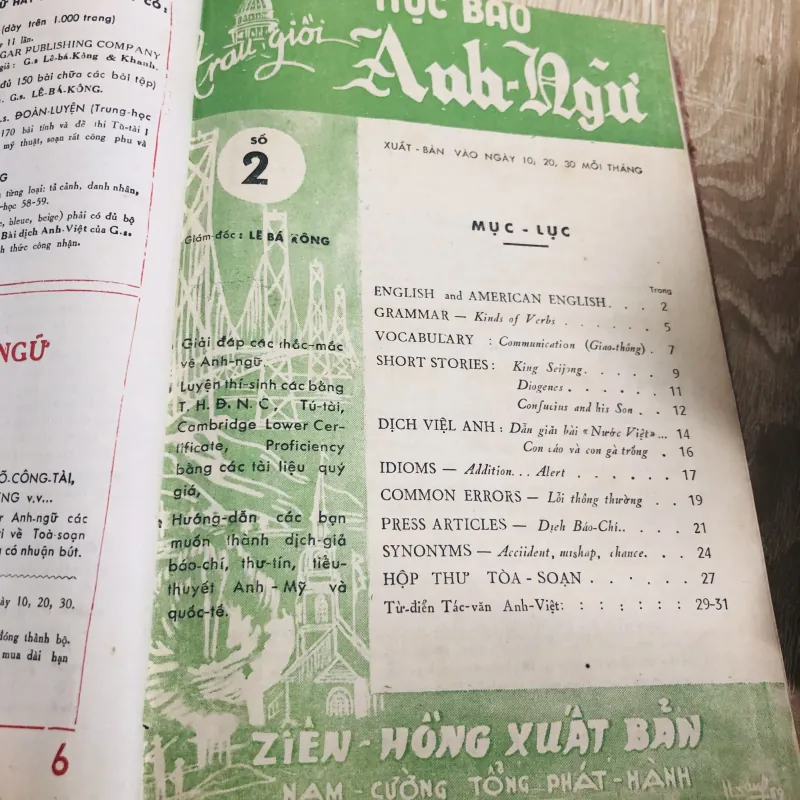 CÓ:
(dày trên 1.000 trang)
11 lần.
GAR PUBLISHING COMPANY
giả: G.s Lê-bá.Kông & Khanh.
đủ 150 bài chữa các bài tập)
G.s. LÊ-BÁ-KÔNG.
.s. ĐOÀN-LUYỆN (Trung-học
170 bài tính và đề thi Tú-tài I
mỹ thuật, soạn rất công phu và
NG
từng loại: tả cảnh, danh nhân,
-học 58-59.
, bleue, beige) phải có đủ bộ
Bài dịch Anh-Việt của G.s.
h thức công nhận.
NGỮ
Õ.CÔNG.TÀI,
NG v.v...
Anh-ngữ các
về Toà-soạn
có nhuận bút.
ày 10, 20, 30.
đóng thành bộ.
mua dài hạn
6
HỌC BÁO
trau giồi
Anh-Ngữ
SỐ
2
XUẤT-BẢN VÀO NGÀY 10, 20, 30 MỖI THÁNG
Giám-đốc: LÊ BÁ KÔNG
Giải đáp các thắc-mắc
về Anh-ngữ
Luyện thí-sinh các bằng
T.H.Đ.N.C, Tú-tài,
Cambridge Lower Cer-
tificate, Proficiency
bằng các tài liệu quý
giá,
Hướng-dẫn các bạn
muốn thành dịch-giả
báo-chí, thư-tín, tiểu-
thuyết Anh-Mỹ và
quốc-tế.
MỤC-LỤC
Trang
ENGLISH and AMERICAN ENGLISH. . . 2
GRAMMAR — Kinds of Verbs . . . . . . 5
VOCABULARY : Communication (Giao-thông) . 7
SHORT STORIES: King Seijong. . . . 9
Diogenes . . . . . . 11
Confucius and his Son . . 12
DỊCH VIỆT ANH: Dẫn giải bài «Nước Việt»... 14
Con cáo và con gà trống . 16
IDIOMS — Addition... Alert . . . . . . 17
COMMON ERRORS — Lỗi thông thường . . 19
PRESS ARTICLES — Dịch Báo-Chí.. . . . 21
SYNONYMS — Acciident, mishap, chance. . . 24
HỘP THƯ TÒA-SOẠN . . . . . . 27
Từ-điển Tác-văn Anh-Việt: : : : : : : 29-31
ZIÊN-HỒNG XUẤT BẢN
NAM-CƯỜNG TỔNG PHÁT-HÀNH